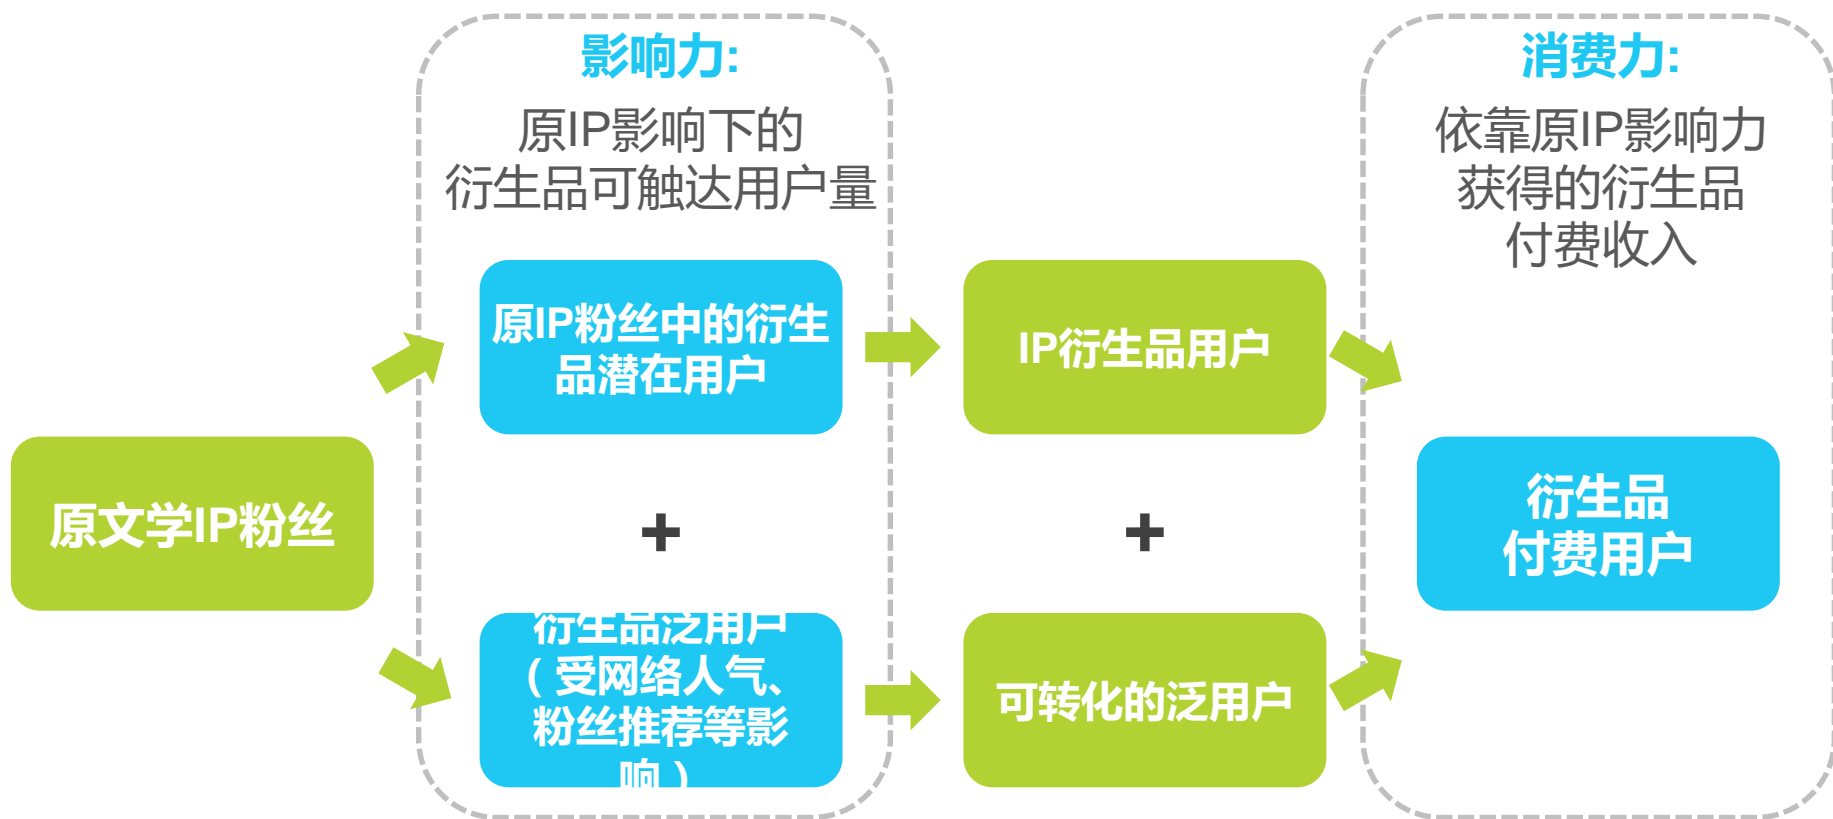 影响力:
原IP影响下的
衍生品可触达用户量
消费力:
依靠原IP影响力
获得的衍生品
付费收入
原文学IP粉丝
原IP粉丝中的衍生
品潜在用户
+
衍生品泛用户
（受网络人气、
粉丝推荐等影
响）
IP衍生品用户
+
可转化的泛用户
衍生品
付费用户